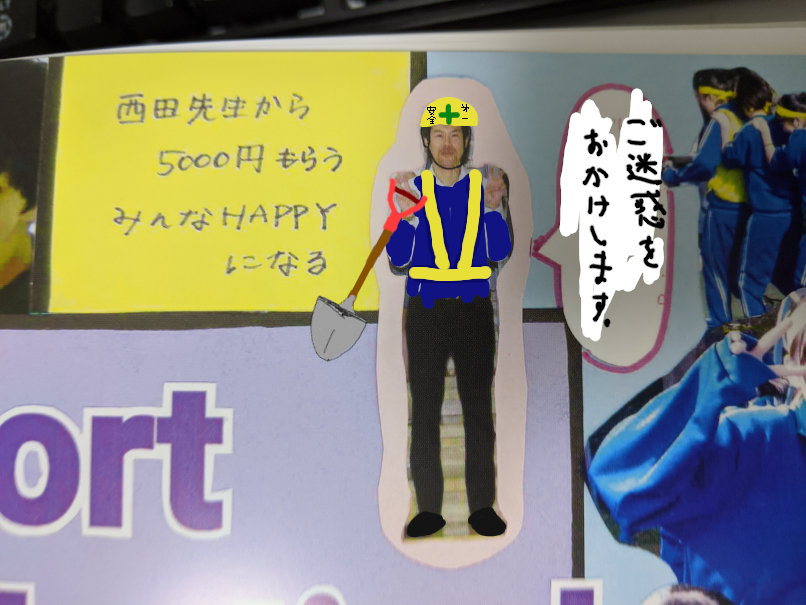 西田先生から
5000円もらう
みんなHAPPY
になる
安全
第一
ご迷惑を
おかけします。
ort